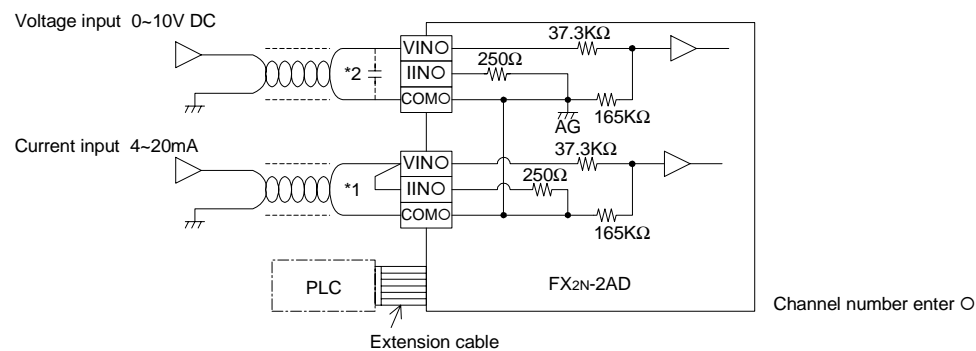 Voltage input 0~10V DC
37.3KΩ
VIN○
250Ω
*2
IIN○
COM○
AG
165KΩ
Current input 4~20mA
37.3KΩ
VIN○
250Ω
*1
IIN○
COM○
165KΩ
PLC
FX2N-2AD
Channel number enter ○
Extension cable